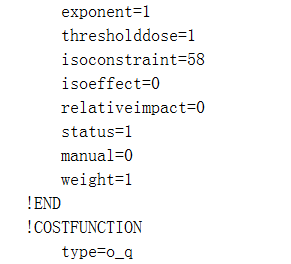 exponent=1
thresholddose=1
isoconstraint=58
isoeffect=0
relativeimpact=0
status=1
manual=0
weight=1
!END
!COSTFUNCTION
type=o_q